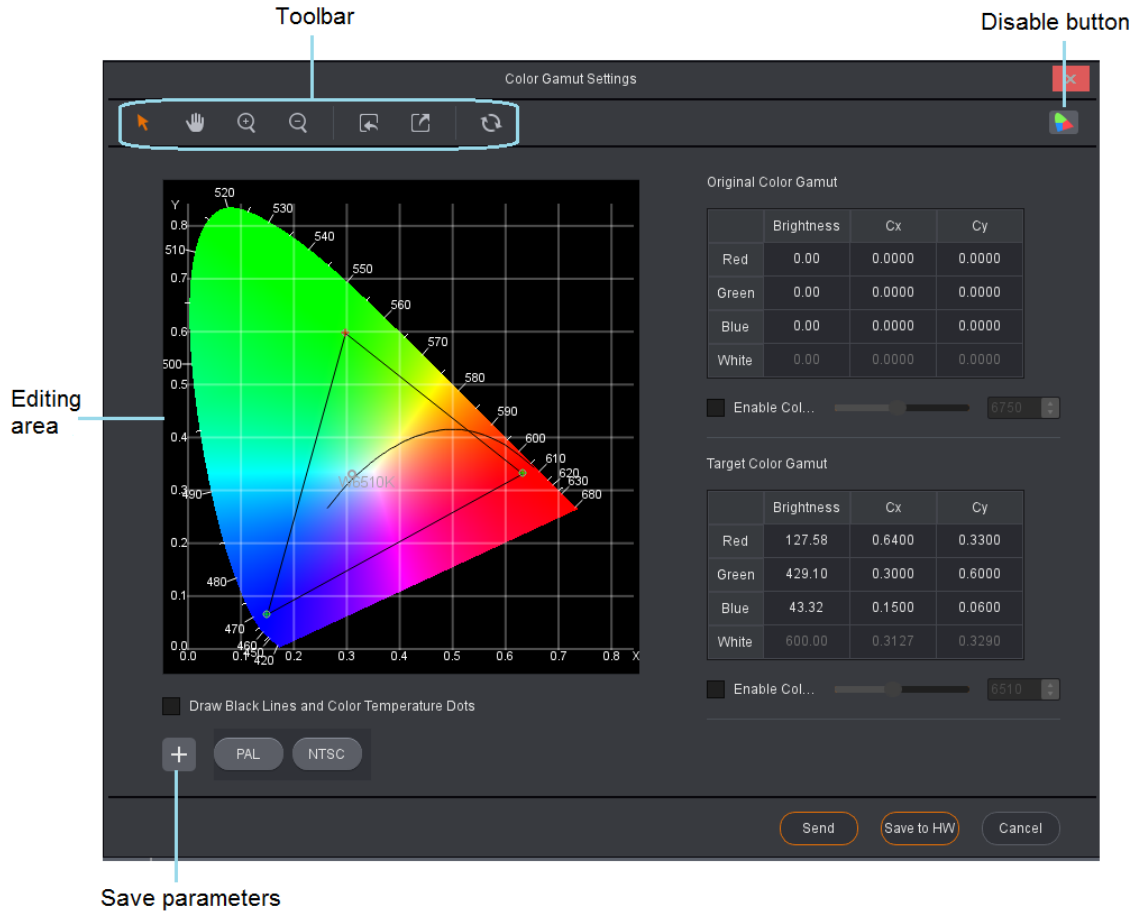 Toolbar
Disable button
Color Gamut Settings
Original Color Gamut
Brightness Cx Cy
Red 0.00 0.0000 0.0000
Green 0.00 0.0000 0.0000
Blue 0.00 0.0000 0.0000
White 0.00 0.0000 0.0000
Enable Col... 6750
Target Color Gamut
Brightness Cx Cy
Red 127.58 0.6400 0.3300
Green 429.10 0.3000 0.6000
Blue 43.32 0.1500 0.0600
White 600.00 0.3127 0.3290
Enable Col... 6510
Editing
area
Y
0.8
0.7
0.6
0.5
0.4
0.3
0.2
0.1
0.0
0.0 0.1 0.2 0.3 0.4 0.5 0.6 0.7 0.8 X
520
530
540
550
560
570
580
590
600
610
620
630
680
510
500
490
480
470
460
450
420
W6510K
Draw Black Lines and Color Temperature Dots
+ PAL NTSC
Send Save to HW Cancel
Save parameters